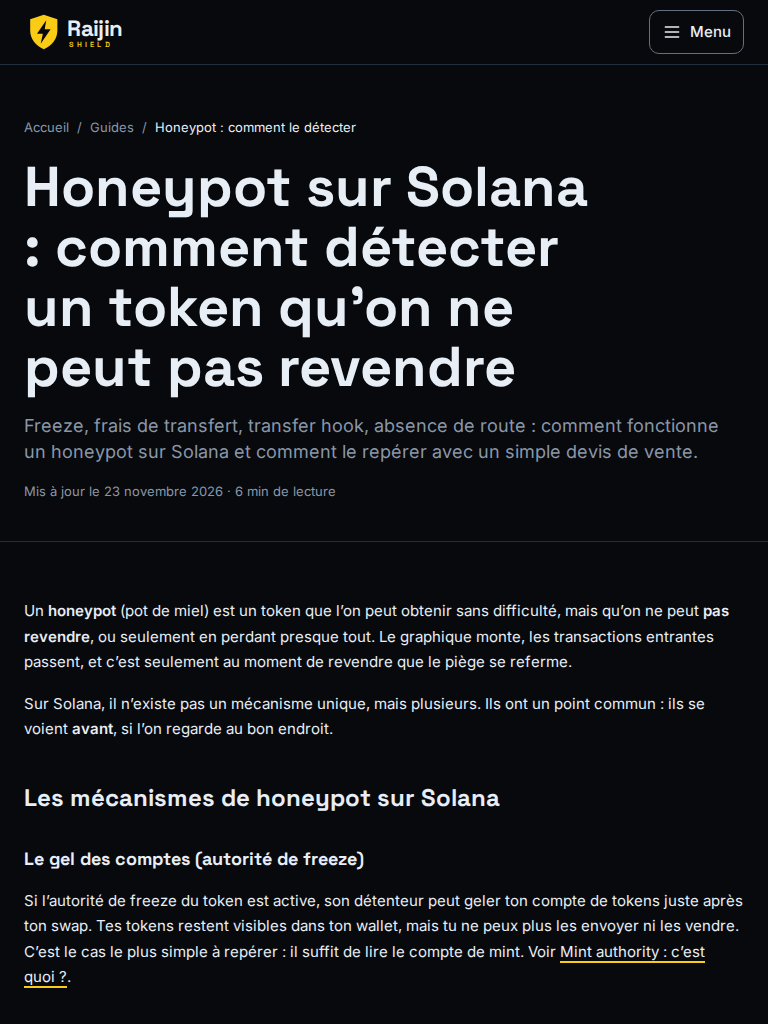 Raijin
SHIELD
Menu
Accueil / Guides / Honeypot : comment le détecter
Honeypot sur Solana
: comment détecter
un token qu’on ne
peut pas revendre
Freeze, frais de transfert, transfer hook, absence de route : comment fonctionne
un honeypot sur Solana et comment le repérer avec un simple devis de vente.
Mis à jour le 23 novembre 2026 · 6 min de lecture
Un honeypot (pot de miel) est un token que l’on peut obtenir sans difficulté, mais qu’on ne peut pas
revendre, ou seulement en perdant presque tout. Le graphique monte, les transactions entrantes
passent, et c’est seulement au moment de revendre que le piège se referme.
Sur Solana, il n’existe pas un mécanisme unique, mais plusieurs. Ils ont un point commun : ils se
voient avant, si l’on regarde au bon endroit.
Les mécanismes de honeypot sur Solana
Le gel des comptes (autorité de freeze)
Si l’autorité de freeze du token est active, son détenteur peut geler ton compte de tokens juste après
ton swap. Tes tokens restent visibles dans ton wallet, mais tu ne peux plus les envoyer ni les vendre.
C’est le cas le plus simple à repérer : il suffit de lire le compte de mint. Voir Mint authority : c’est
quoi ?.